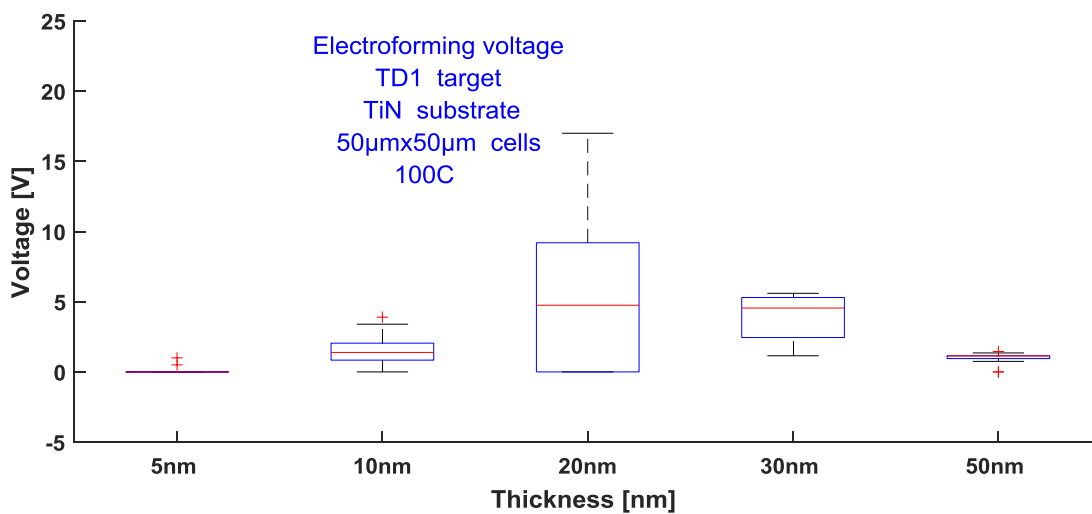 25
20
15
10
5
0
-5
Voltage [V]
Electroforming voltage
TD1 target
TiN substrate
50µmx50µm cells
100C
5nm 10nm 20nm 30nm 50nm
Thickness [nm]